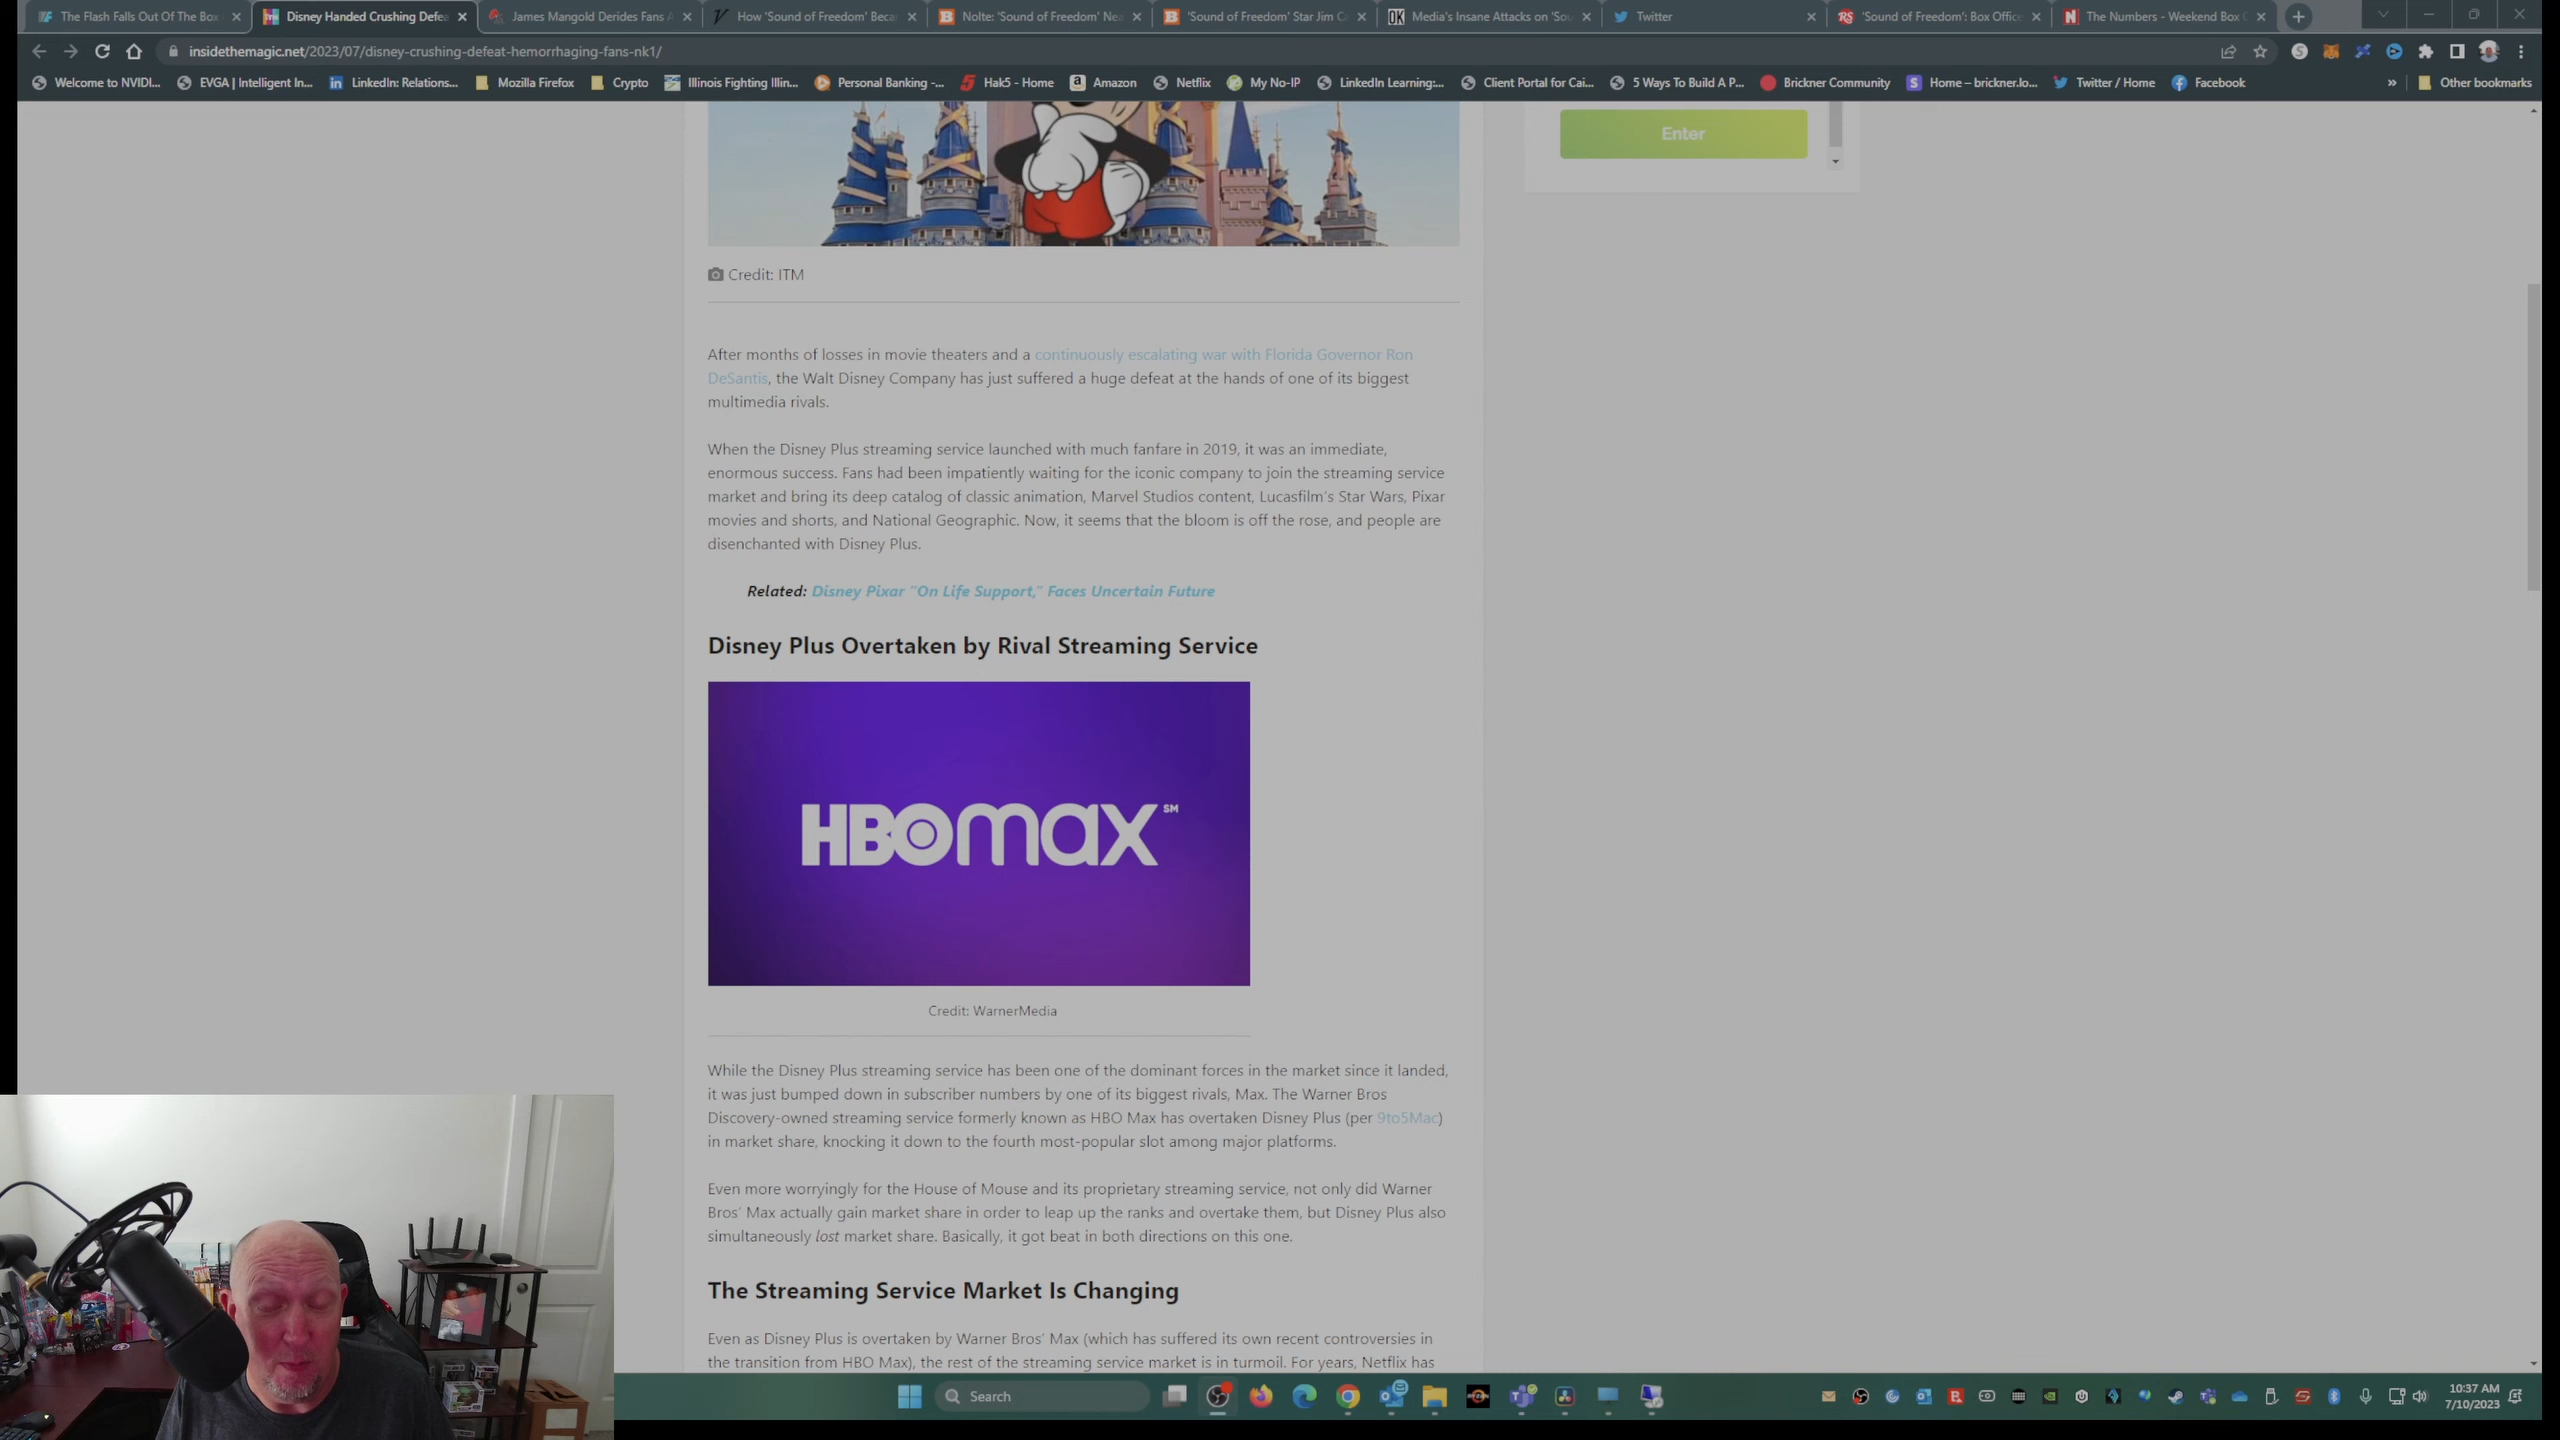 The Flash Falls Out Of The Box
Disney Handed Crushing Defea
James Mangold Derides Fans A
How 'Sound of Freedom' Beca
Nolte: 'Sound of Freedom' Nea
'Sound of Freedom' Star Jim C
Media's Insane Attacks on 'Sou
Twitter
'Sound of Freedom': Box Office
The Numbers - Weekend Box O
insidethemagic.net/2023/07/disney-crushing-defeat-hemorrhaging-fans-nk1/
Welcome to NVIDI...
EVGA | Intelligent In...
LinkedIn: Relations...
Mozilla Firefox
Crypto
Illinois Fighting Illin...
Personal Banking -...
Hak5 - Home
Amazon
Netflix
My No-IP
LinkedIn Learning:...
Client Portal for Cai...
5 Ways To Build A P...
Brickner Community
Home – brickner.lo...
Twitter / Home
Facebook
»
Other bookmarks
Enter
Credit: ITM
After months of losses in movie theaters and a continuously escalating war with Florida Governor Ron
DeSantis, the Walt Disney Company has just suffered a huge defeat at the hands of one of its biggest
multimedia rivals.
When the Disney Plus streaming service launched with much fanfare in 2019, it was an immediate,
enormous success. Fans had been impatiently waiting for the iconic company to join the streaming service
market and bring its deep catalog of classic animation, Marvel Studios content, Lucasfilm's Star Wars, Pixar
movies and shorts, and National Geographic. Now, it seems that the bloom is off the rose, and people are
disenchanted with Disney Plus.
Related: Disney Pixar "On Life Support," Faces Uncertain Future
Disney Plus Overtaken by Rival Streaming Service
HBOMAX SM
Credit: WarnerMedia
While the Disney Plus streaming service has been one of the dominant forces in the market since it landed,
it was just bumped down in subscriber numbers by one of its biggest rivals, Max. The Warner Bros
Discovery-owned streaming service formerly known as HBO Max has overtaken Disney Plus (per 9to5Mac)
in market share, knocking it down to the fourth most-popular slot among major platforms.
Even more worryingly for the House of Mouse and its proprietary streaming service, not only did Warner
Bros' Max actually gain market share in order to leap up the ranks and overtake them, but Disney Plus also
simultaneously lost market share. Basically, it got beat in both directions on this one.
The Streaming Service Market Is Changing
Even as Disney Plus is overtaken by Warner Bros' Max (which has suffered its own recent controversies in
the transition from HBO Max), the rest of the streaming service market is in turmoil. For years, Netflix has
Search
10:37 AM
7/10/2023